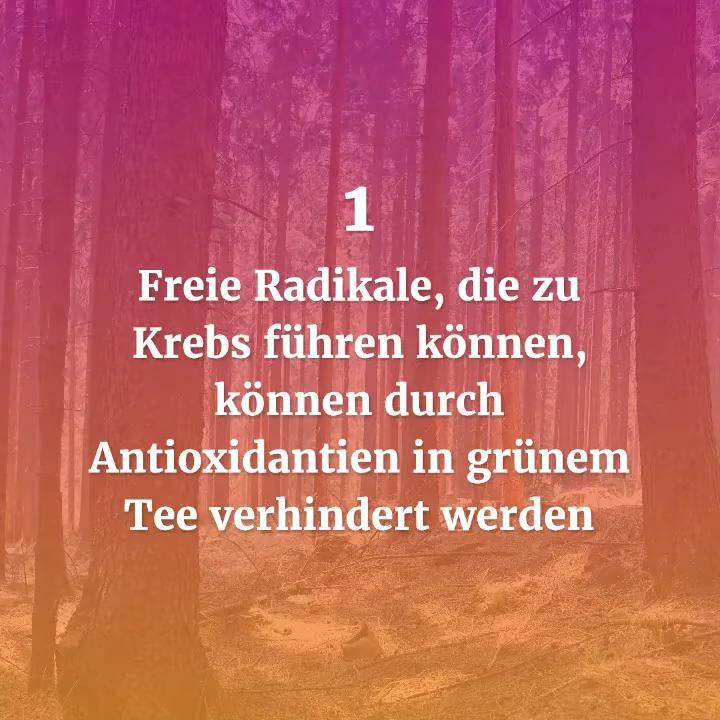 1
Freie Radikale, die zu
Krebs führen können,
können durch
Antioxidantien in grünem
Tee verhindert werden